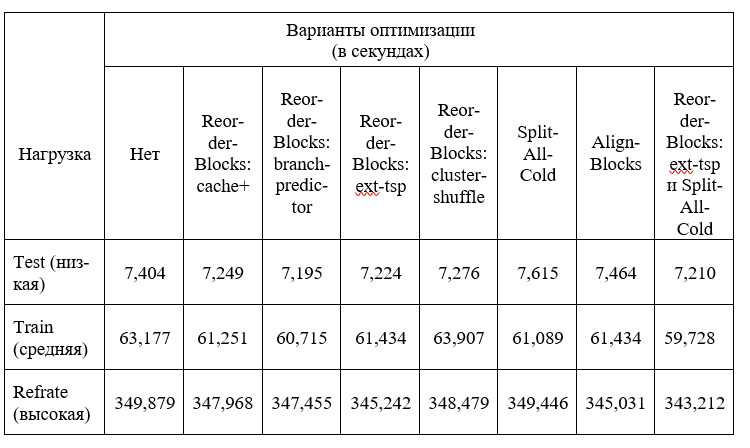 Нагрузка
Варианты оптимизации
(в секундах)
Нет
Reor-
der-
Blocks:
cache+
Reor-
der-
Blocks:
branch-
predic-
tor
Reor-
der-
Blocks:
ext-tsp
Reor-
der-
Blocks:
cluster-
shuffle
Split-
All-
Cold
Align-
Blocks
Reor-
der-
Blocks:
ext-tsp
и Split-
All-
Cold
Test (низ-
кая)
7,404
7,249
7,195
7,224
7,276
7,615
7,464
7,210
Train
(средняя)
63,177
61,251
60,715
61,434
63,907
61,089
61,434
59,728
Refrate
(высокая)
349,879
347,968
347,455
345,242
348,479
349,446
345,031
343,212